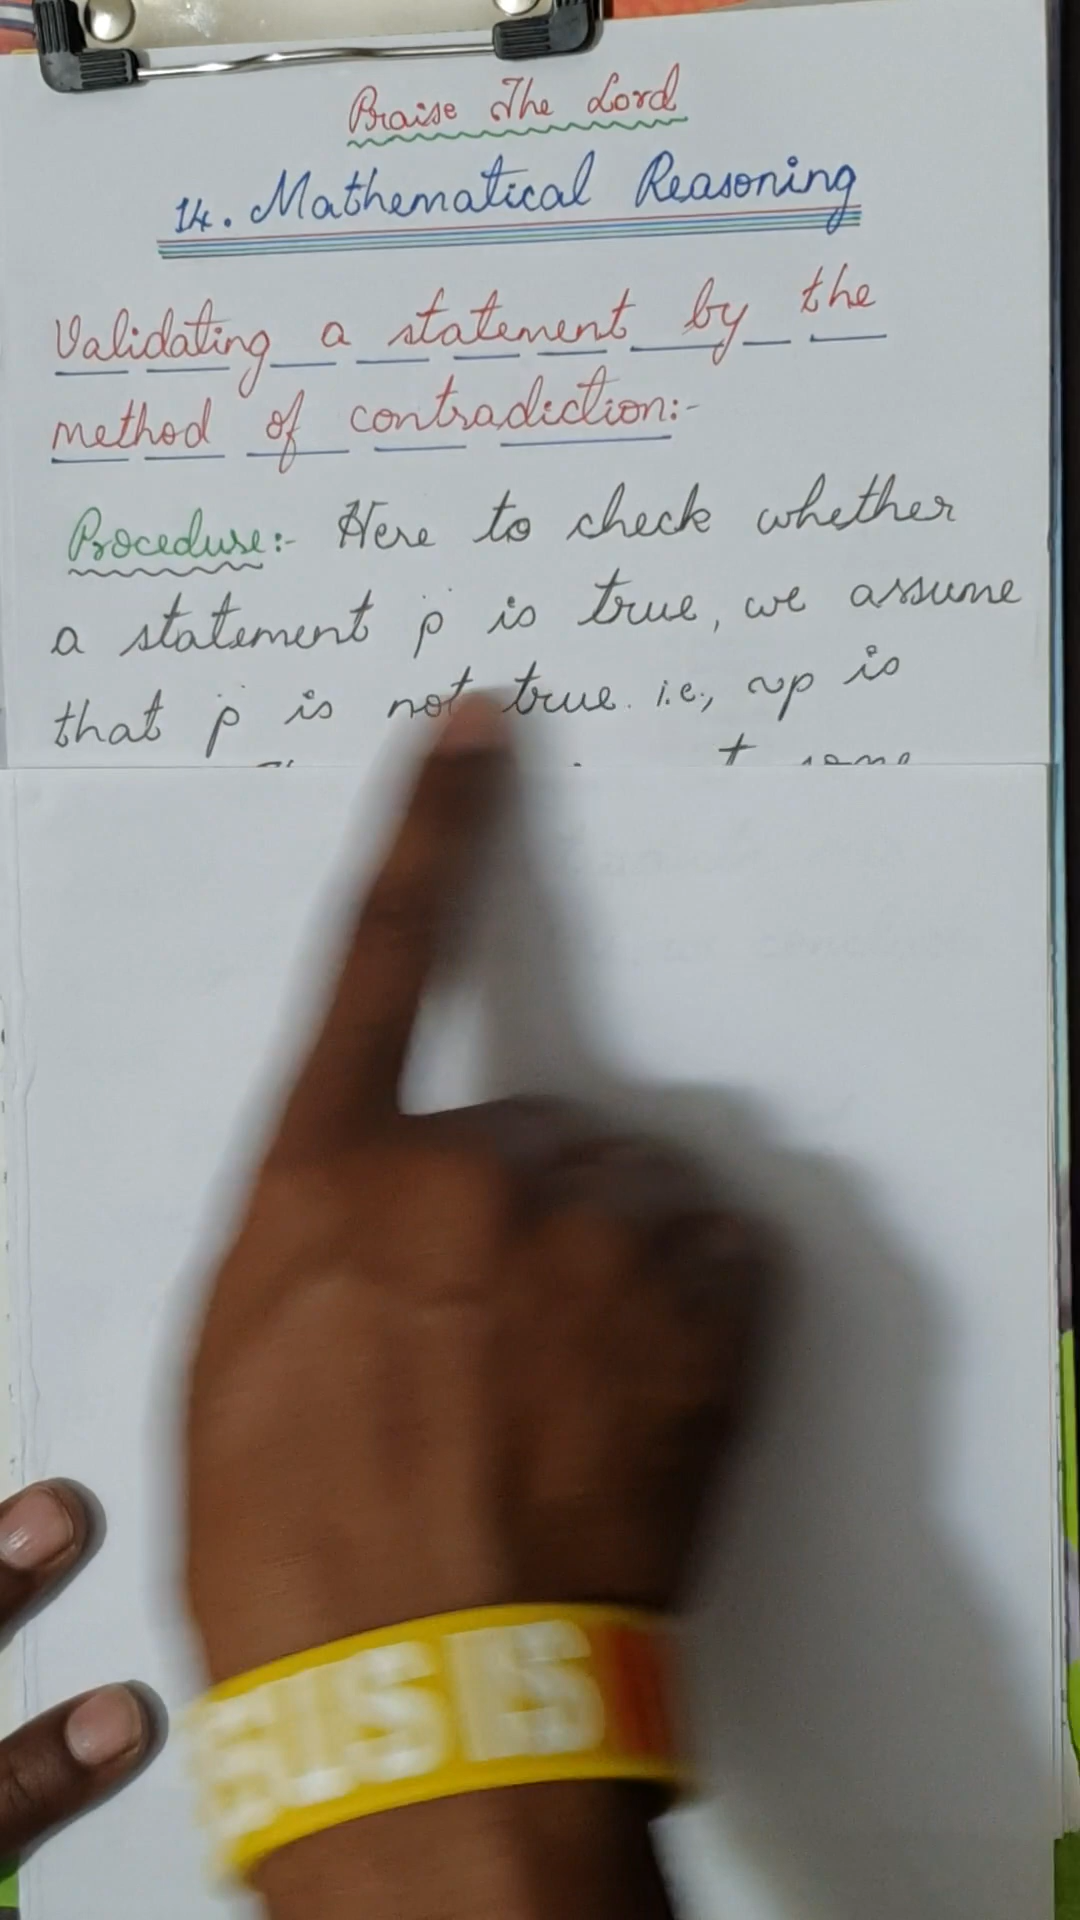 Praise The Lord
14. Mathematical Reasoning
Validating a statement by the
method of contradiction:-
Procedure:- Here to check whether
a statement p is true, we assume
that p is not true. i.e., ~p is